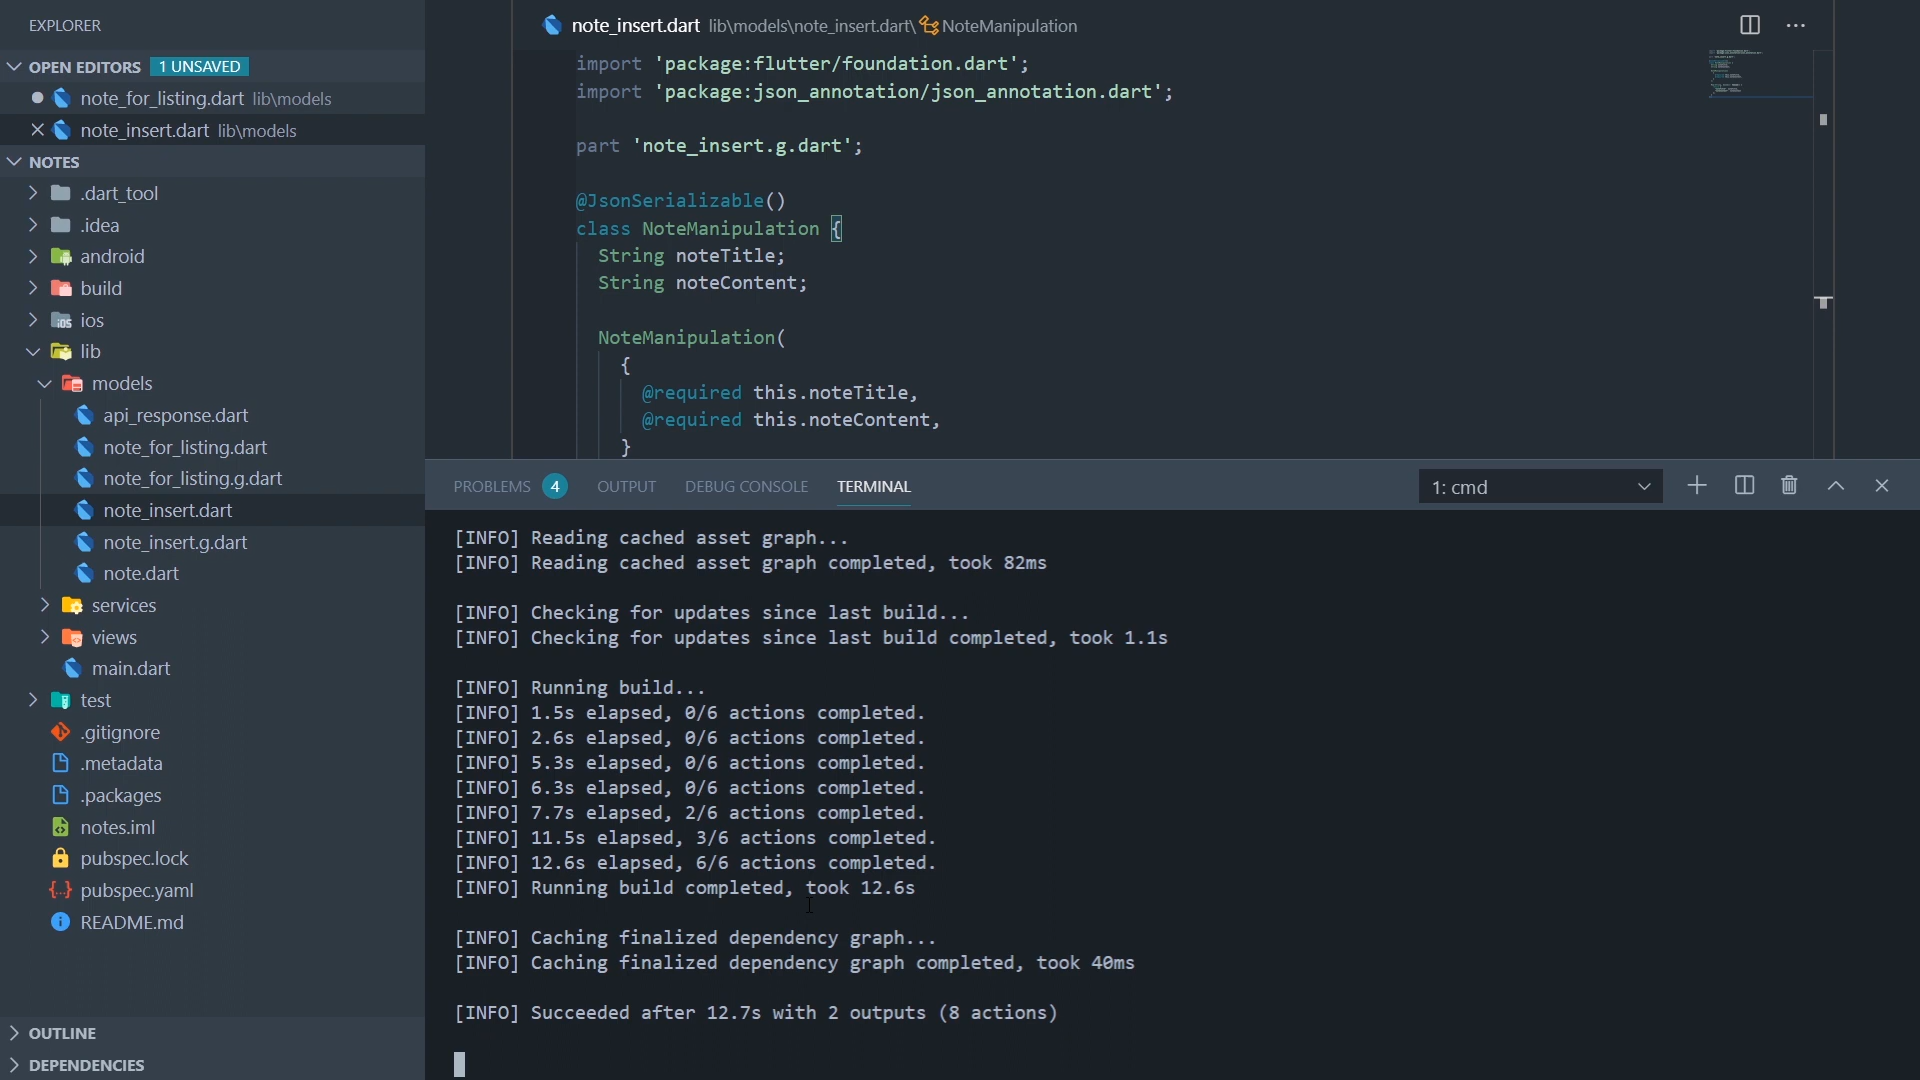 EXPLORER
OPEN EDITORS 1 UNSAVED
note_for_listing.dart lib\models
note_insert.dart lib\models
NOTES
.dart_tool
.idea
android
build
ios
lib
models
api_response.dart
note_for_listing.dart
note_for_listing.g.dart
note_insert.dart
note_insert.g.dart
note.dart
services
views
main.dart
test
.gitignore
.metadata
.packages
notes.iml
pubspec.lock
pubspec.yaml
README.md
OUTLINE
DEPENDENCIES
note_insert.dart lib\models\note_insert.dart\ NoteManipulation
import 'package:flutter/foundation.dart';
import 'package:json_annotation/json_annotation.dart';
part 'note_insert.g.dart';
@JsonSerializable()
class NoteManipulation {
String noteTitle;
String noteContent;
NoteManipulation(
{
@required this.noteTitle,
@required this.noteContent,
}
PROBLEMS 4 OUTPUT DEBUG CONSOLE TERMINAL 1: cmd
[INFO] Reading cached asset graph...
[INFO] Reading cached asset graph completed, took 82ms
[INFO] Checking for updates since last build...
[INFO] Checking for updates since last build completed, took 1.1s
[INFO] Running build...
[INFO] 1.5s elapsed, 0/6 actions completed.
[INFO] 2.6s elapsed, 0/6 actions completed.
[INFO] 5.3s elapsed, 0/6 actions completed.
[INFO] 6.3s elapsed, 0/6 actions completed.
[INFO] 7.7s elapsed, 2/6 actions completed.
[INFO] 11.5s elapsed, 3/6 actions completed.
[INFO] 12.6s elapsed, 6/6 actions completed.
[INFO] Running build completed, took 12.6s
[INFO] Caching finalized dependency graph...
[INFO] Caching finalized dependency graph completed, took 40ms
[INFO] Succeeded after 12.7s with 2 outputs (8 actions)